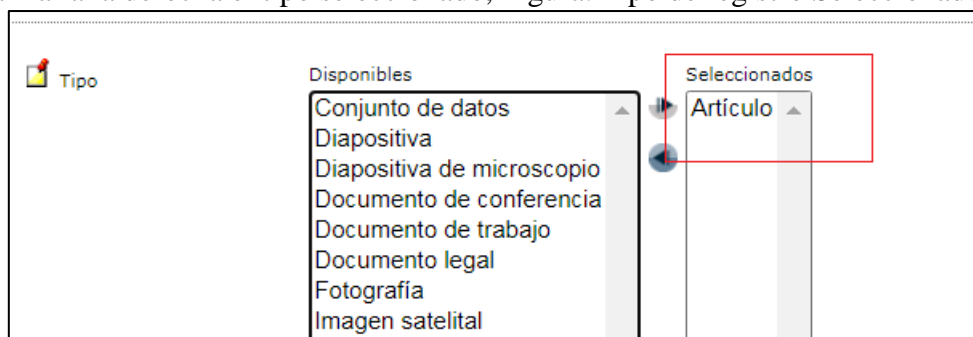 Tipo
Disponibles
Seleccionados
Conjunto de datos
Diapositiva
Diapositiva de microscopio
Documento de conferencia
Documento de trabajo
Documento legal
Fotografía
Imagen satelital
Artículo